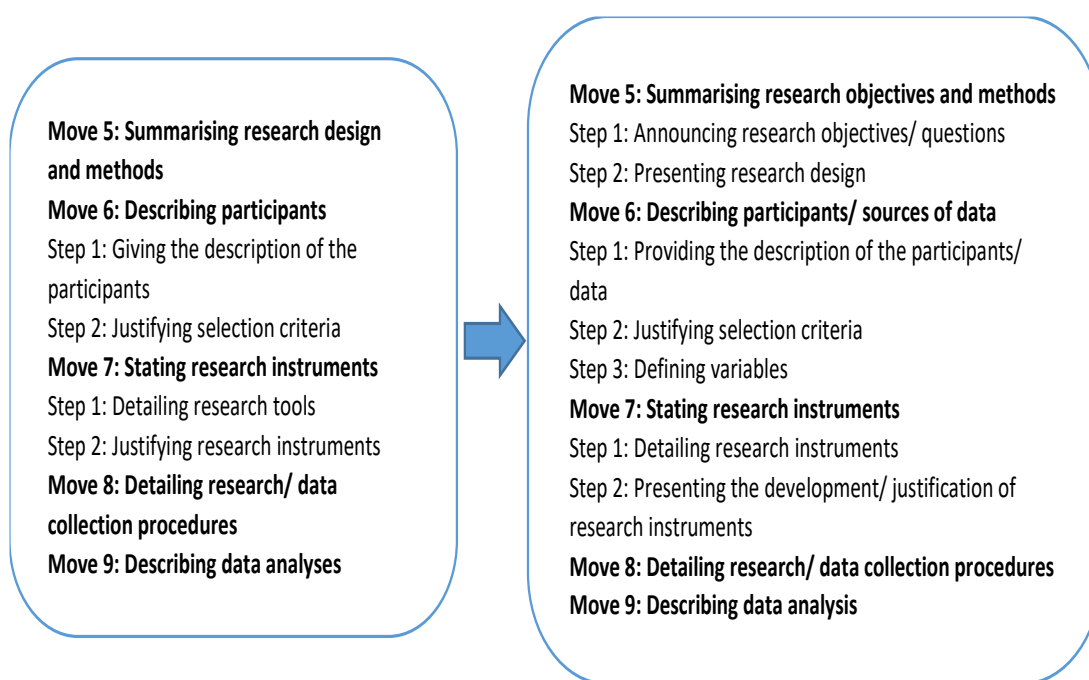 Move 5: Summarising research design
and methods
Move 6: Describing participants
Step 1: Giving the description of the
participants
Step 2: Justifying selection criteria
Move 7: Stating research instruments
Step 1: Detailing research tools
Step 2: Justifying research instruments
Move 8: Detailing research/ data
collection procedures
Move 9: Describing data analyses
Move 5: Summarising research objectives and methods
Step 1: Announcing research objectives/ questions
Step 2: Presenting research design
Move 6: Describing participants/ sources of data
Step 1: Providing the description of the participants/
data
Step 2: Justifying selection criteria
Step 3: Defining variables
Move 7: Stating research instruments
Step 1: Detailing research instruments
Step 2: Presenting the development/ justification of
research instruments
Move 8: Detailing research/ data collection procedures
Move 9: Describing data analysis